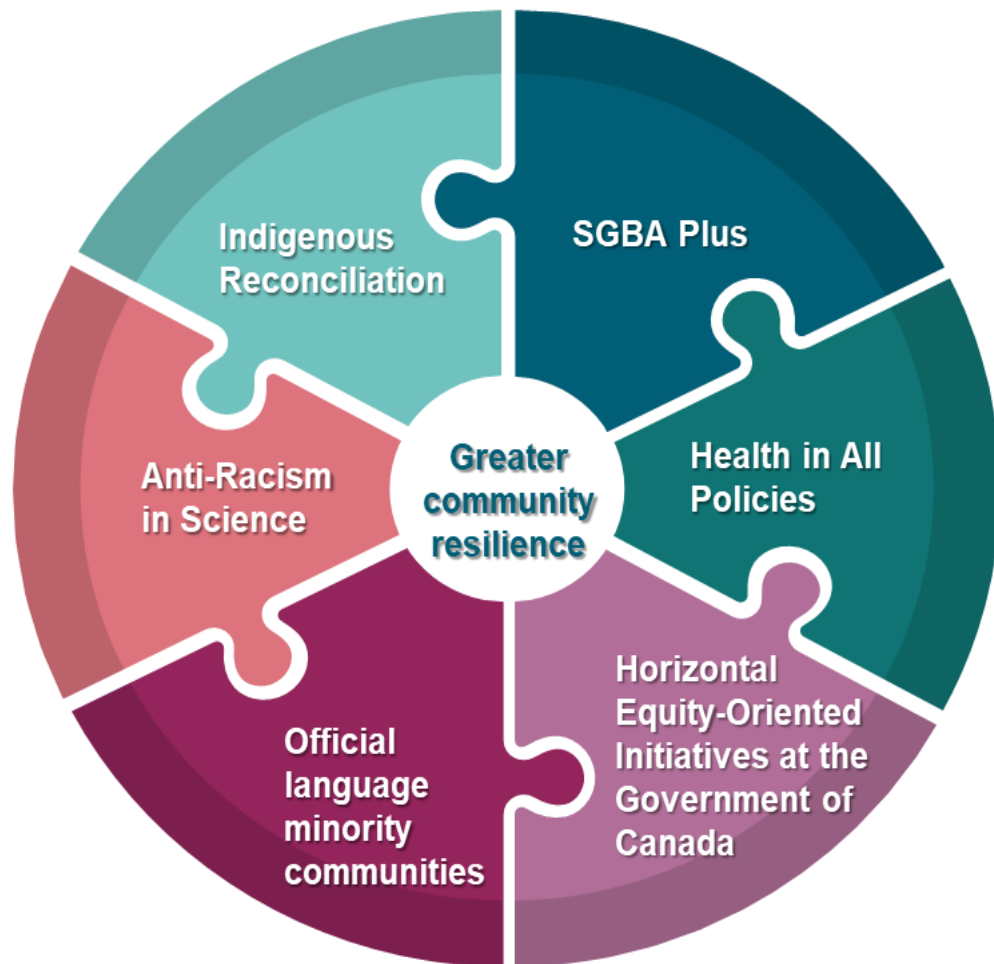 Indigenous
Reconciliation
SGBA Plus
Health in All
Policies
Horizontal
Equity-Oriented
Initiatives at the
Government of
Canada
Official
language
minority
communities
Anti-Racism
in Science
Greater
community
resilience